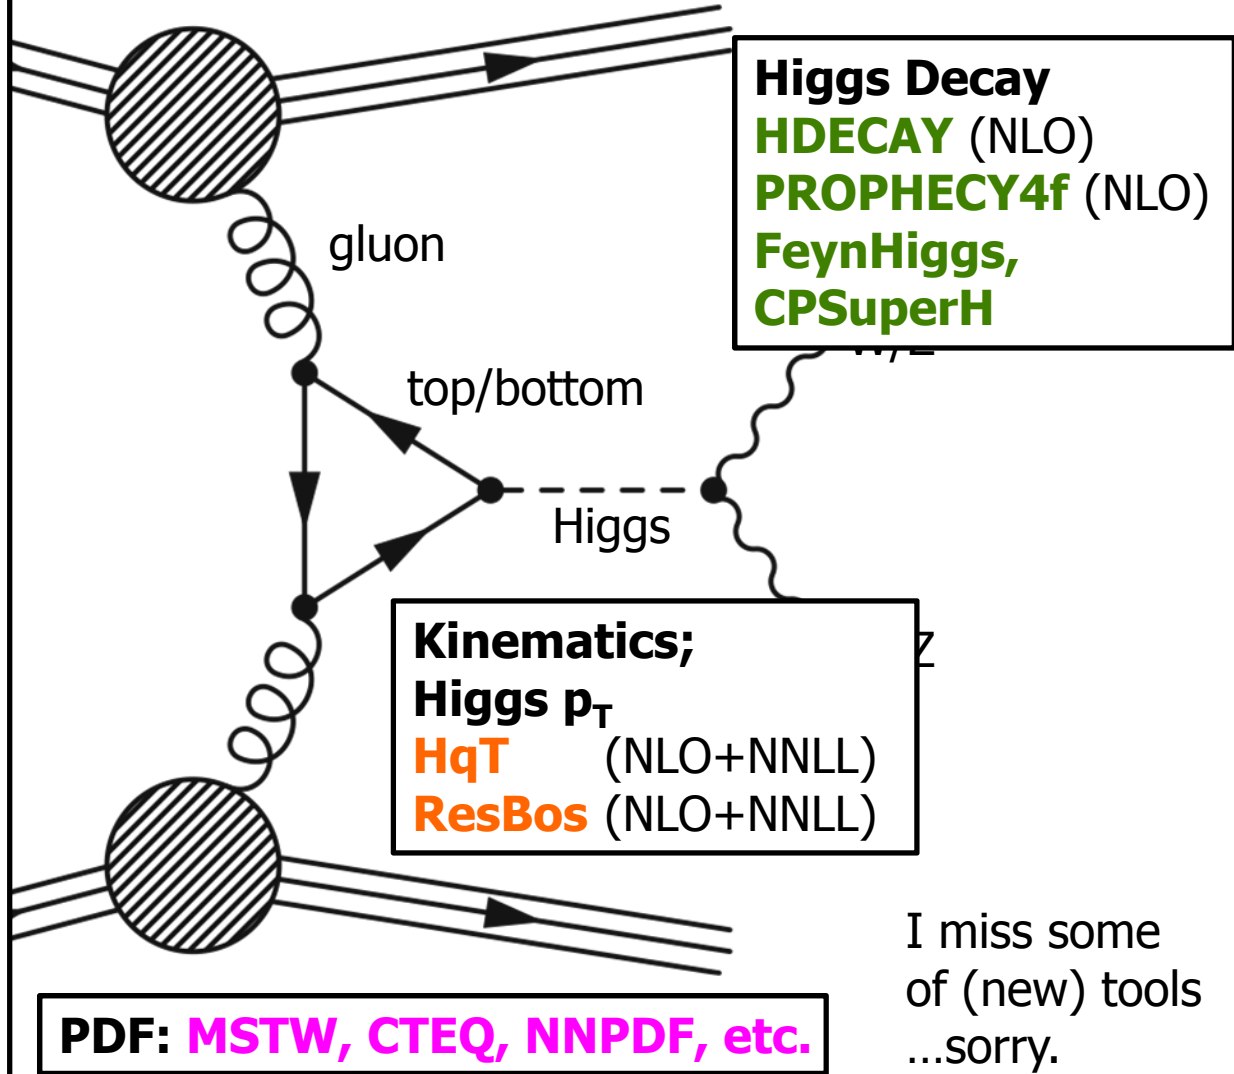 Higgs Decay
HDECAY (NLO)
PROPHECY4f (NLO)
FeynHiggs,
CPSuperH
gluon
top/bottom
Higgs
Kinematics;
Higgs pT
HqT (NLO+NNLL)
ResBos (NLO+NNLL)
Z
I miss some
of (new) tools
...sorry.
PDF: MSTW, CTEQ, NNPDF, etc.